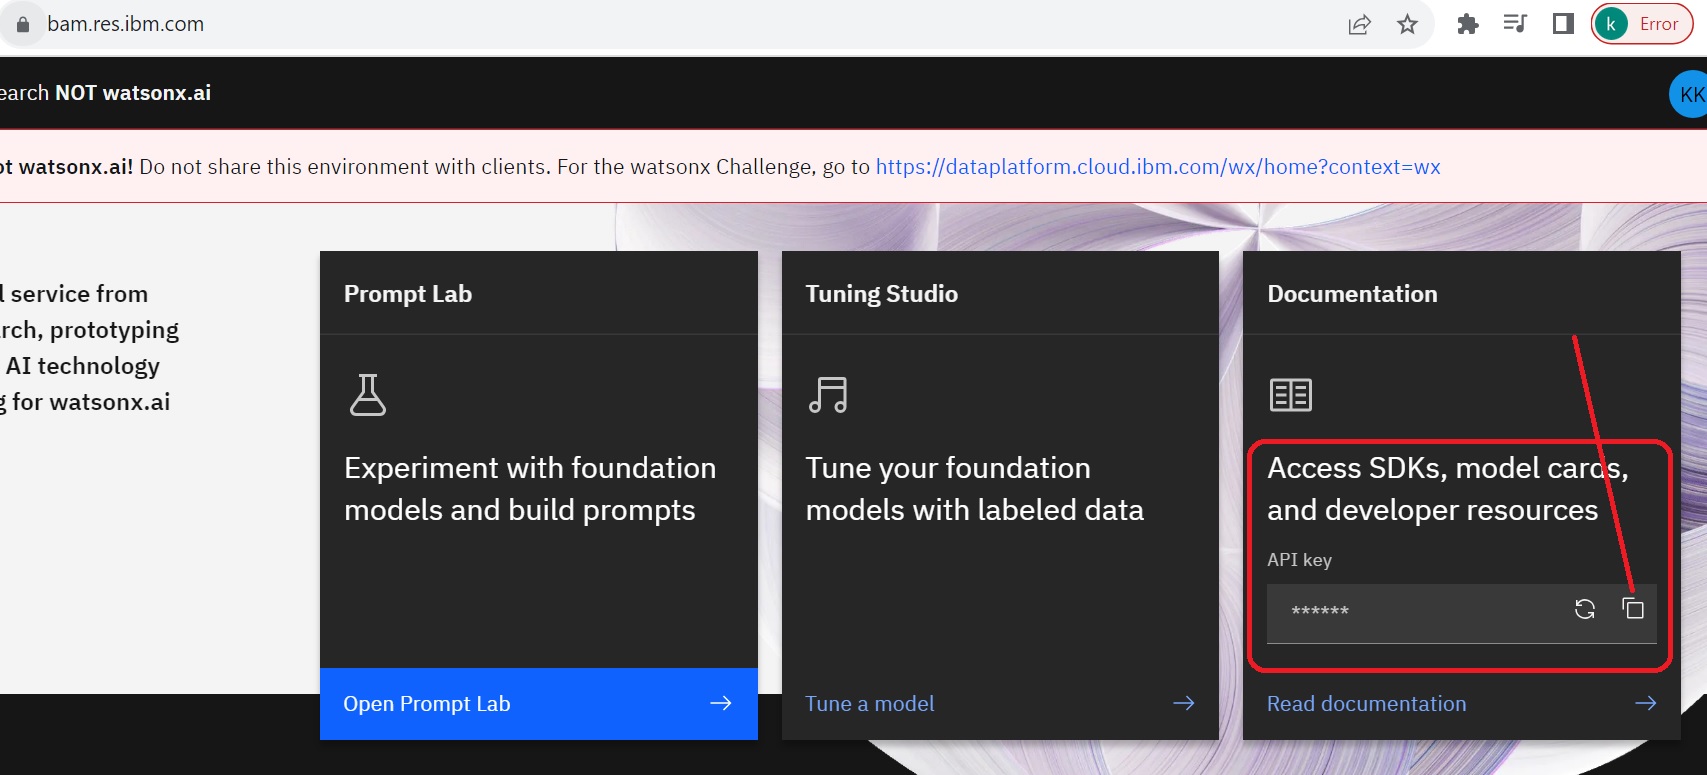 bam.res.ibm.com
k Error
earch NOT watsonx.ai
KK
ot watsonx.ai! Do not share this environment with clients. For the watsonx Challenge, go to https://dataplatform.cloud.ibm.com/wx/home?context=wx
l service from
rch, prototyping
AI technology
g for watsonx.ai
Prompt Lab
Experiment with foundation
models and build prompts
Open Prompt Lab
Tuning Studio
Tune your foundation
models with labeled data
Tune a model
Documentation
Access SDKs, model cards,
and developer resources
API key
******
Read documentation